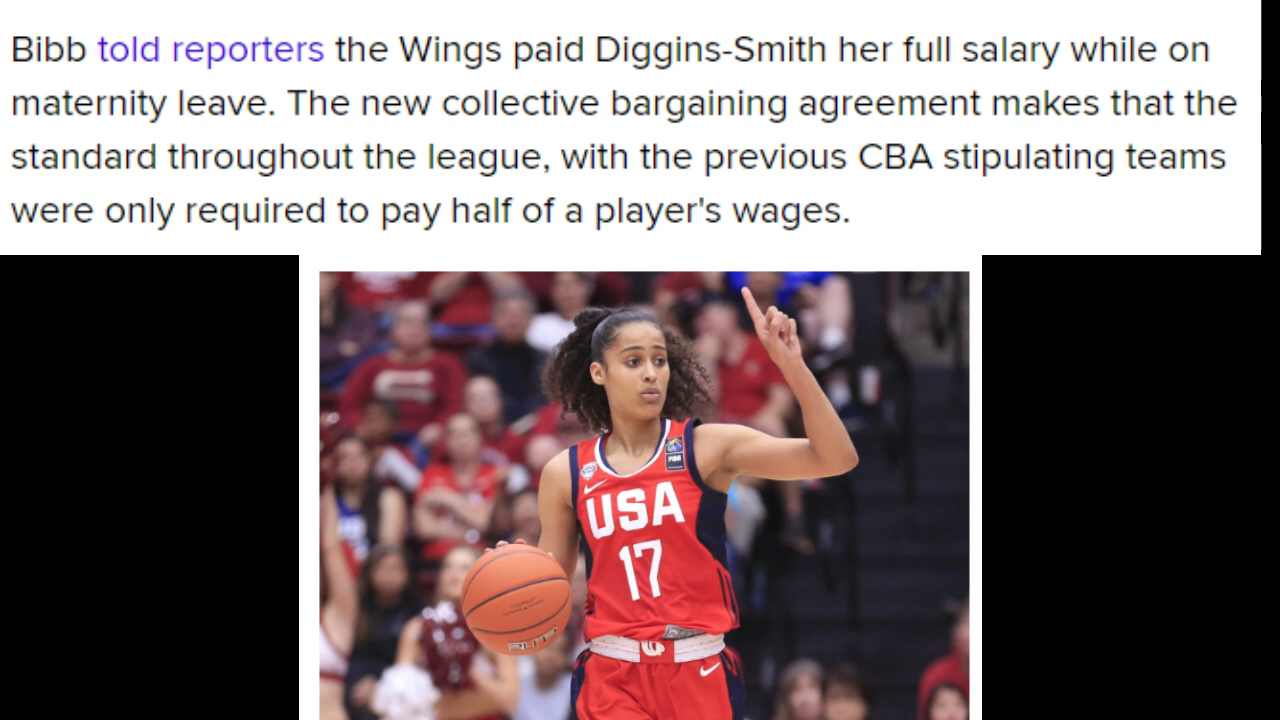 Bibb told reporters the Wings paid Diggins-Smith her full salary while on
maternity leave. The new collective bargaining agreement makes that the
standard throughout the league, with the previous CBA stipulating teams
were only required to pay half of a player's wages.
USA
17